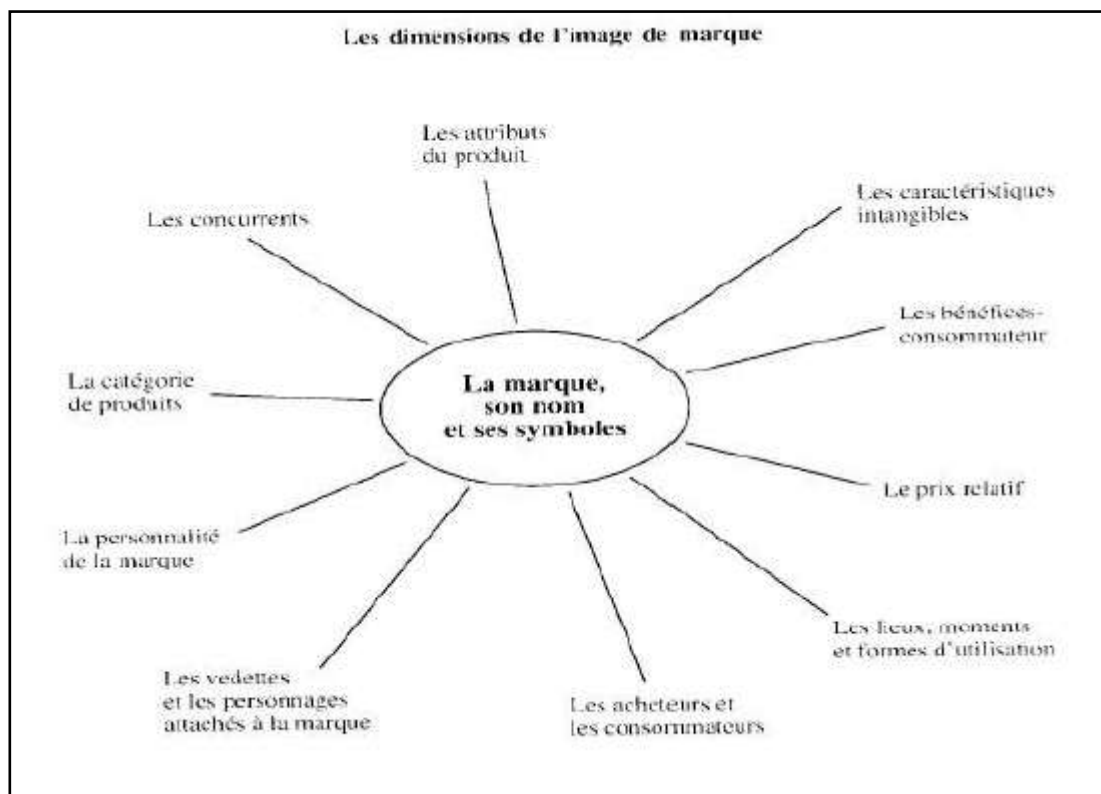 Les dimensions de l'image de marque
Les attributs
du produit
Les caractéristiques
intangibles
Les concurrents
Les bénéfices-
consommateur
La catégorie
de produits
La marque,
son nom
et ses symboles
Le prix relatif
La personnalité
de la marque
Les lieux, moments
et formes d'utilisation
Les vedettes
et les personnages
attachés à la marque
Les acheteurs et
les consommateurs